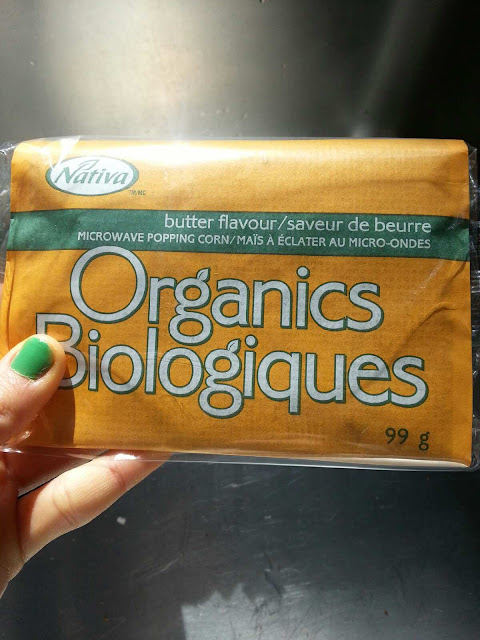 Nativa
TM/MC
butter flavour/saveur de beurre
MICROWAVE POPPING CORN/MAÏS À ÉCLATER AU MICRO-ONDES
Organics
Biologiques
99 g